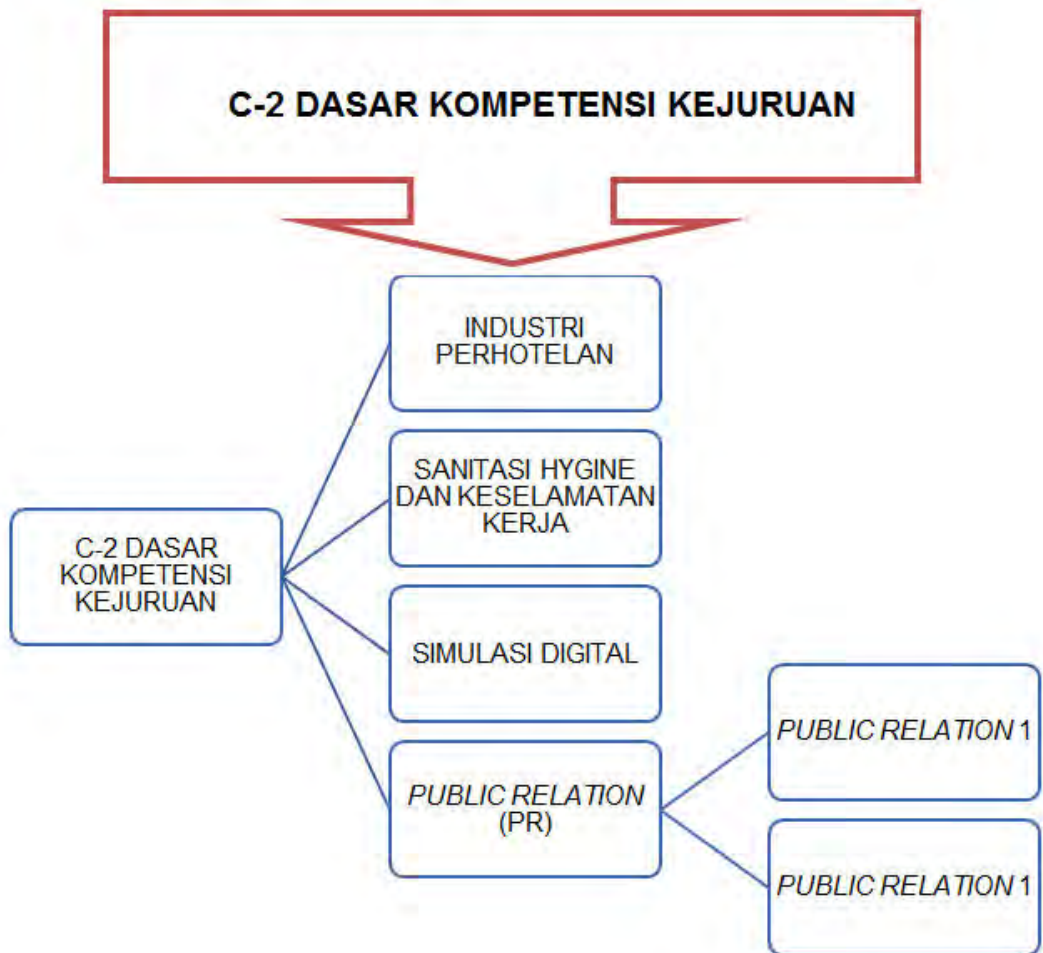 C-2 DASAR KOMPETENSI KEJURUAN
INDUSTRI
PERHOTELAN
SANITASI HYGINE
DAN KESELAMATAN
KERJA
C-2 DASAR
KOMPETENSI
KEJURUAN
SIMULASI DIGITAL
PUBLIC RELATION
(PR)
PUBLIC RELATION 1
PUBLIC RELATION 1